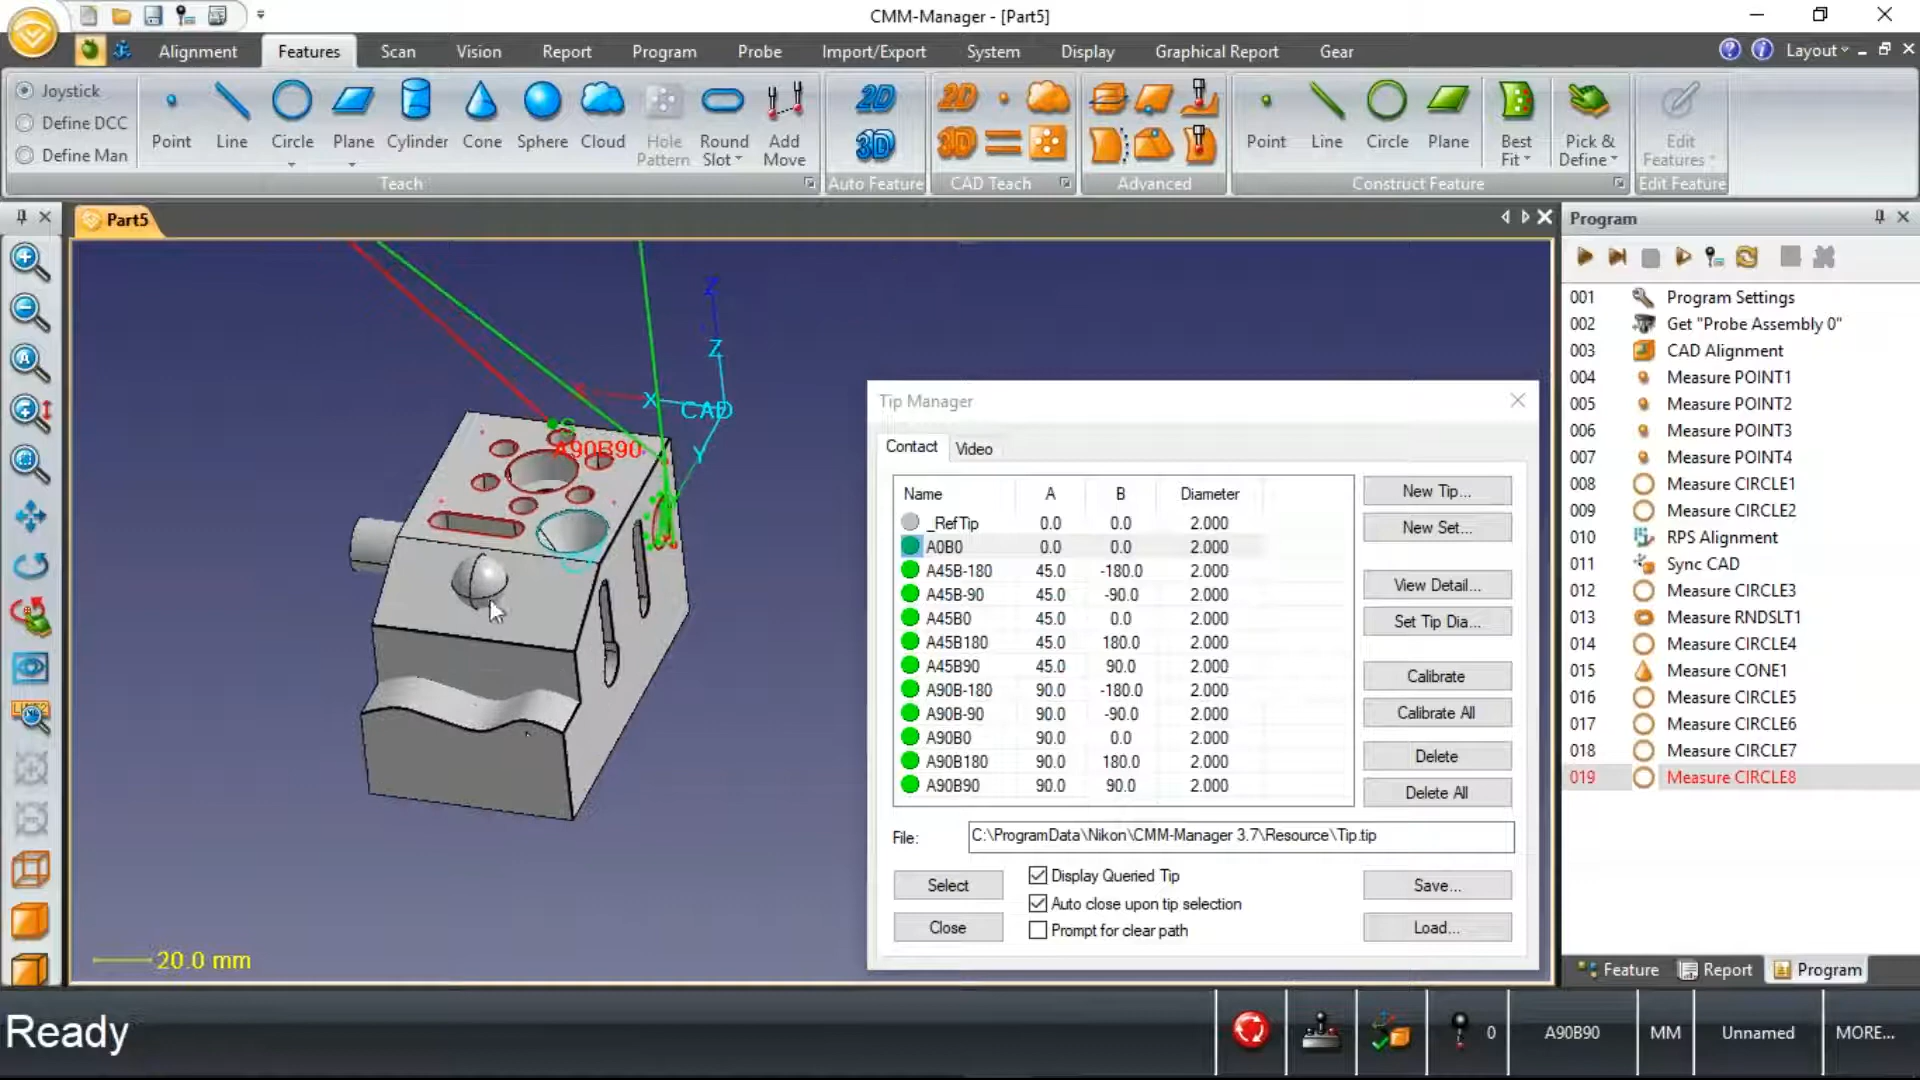 CMM-Manager - [Part5]
Alignment
Features
Scan
Vision
Report
Program
Probe
Import/Export
System
Display
Graphical Report
Gear
Layout
Joystick
Define DCC
Define Man
Point
Line
Circle
Plane
Cylinder
Cone
Sphere
Cloud
Hole Pattern
Round Slot
Add Move
Teach
2D
3D
Auto Feature
2D
3D
CAD Teach
Advanced
Point
Line
Circle
Plane
Best Fit
Pick & Define
Construct Feature
Edit Features
Edit Feature
Part5
Z
Z
X
CAD
Y
A90B90
20.0 mm
Tip Manager
Contact
Video
Name A B Diameter
_RefTip 0.0 0.0 2.000
A0B0 0.0 0.0 2.000
A45B-180 45.0 -180.0 2.000
A45B-90 45.0 -90.0 2.000
A45B0 45.0 0.0 2.000
A45B180 45.0 180.0 2.000
A45B90 45.0 90.0 2.000
A90B-180 90.0 -180.0 2.000
A90B-90 90.0 -90.0 2.000
A90B0 90.0 0.0 2.000
A90B180 90.0 180.0 2.000
A90B90 90.0 90.0 2.000
New Tip...
New Set...
View Detail...
Set Tip Dia...
Calibrate
Calibrate All
Delete
Delete All
File: C:\ProgramData\Nikon\CMM-Manager 3.7\Resource\Tip.tip
Select
Close
Display Queried Tip
Auto close upon tip selection
Prompt for clear path
Save...
Load...
Program
001 Program Settings
002 Get "Probe Assembly 0"
003 CAD Alignment
004 Measure POINT1
005 Measure POINT2
006 Measure POINT3
007 Measure POINT4
008 Measure CIRCLE1
009 Measure CIRCLE2
010 RPS Alignment
011 Sync CAD
012 Measure CIRCLE3
013 Measure RNDSLT1
014 Measure CIRCLE4
015 Measure CONE1
016 Measure CIRCLE5
017 Measure CIRCLE6
018 Measure CIRCLE7
019 Measure CIRCLE8
Feature
Report
Program
Ready
0
A90B90
MM
Unnamed
MORE...